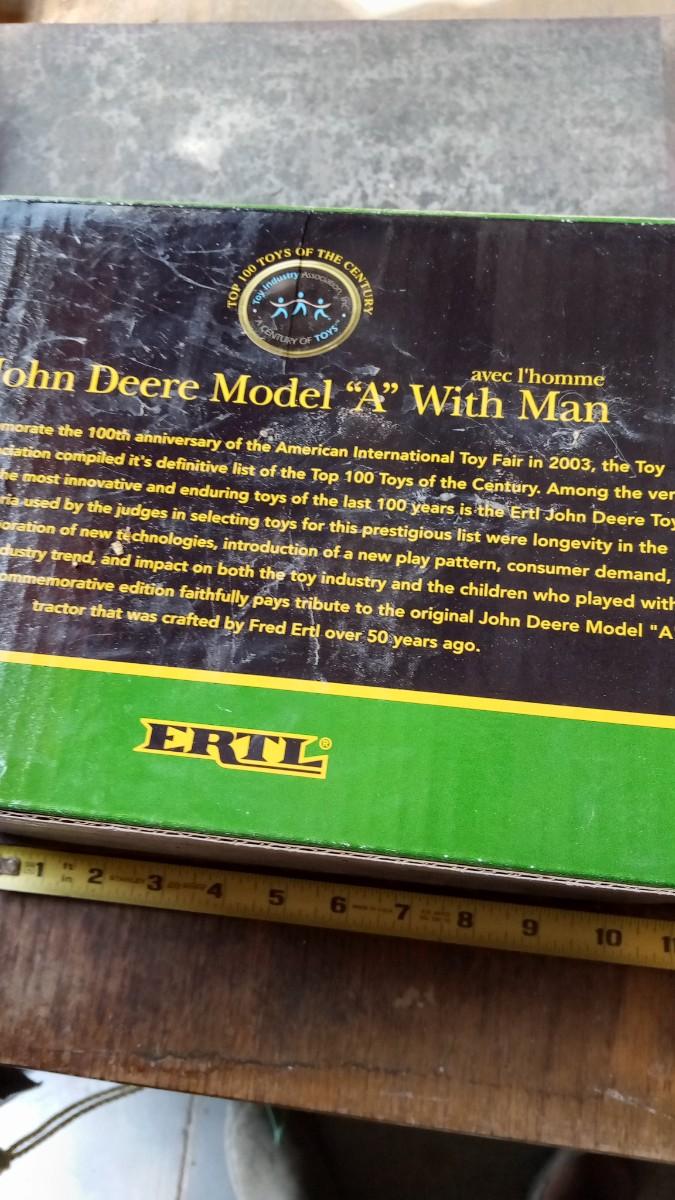 TOP 100 TOYS OF THE CENTURY
Toy Industry Association, Inc.
"A CENTURY OF TOYS"
avec l'homme
John Deere Model “A” With Man
morate the 100th anniversary of the American International Toy Fair in 2003, the Toy
ciation compiled it's definitive list of the Top 100 Toys of the Century. Among the ver
he most innovative and enduring toys of the last 100 years is the Ertl John Deere Toy
ria used by the judges in selecting toys for this prestigious list were longevity in the
oration of new technologies, introduction of a new play pattern, consumer demand,
dustry trend, and impact on both the toy industry and the children who played with
ommemorative edition faithfully pays tribute to the original John Deere Model "A"
tractor that was crafted by Fred Ertl over 50 years ago.
ERTL®
1 ft in 2 3 4 5 6 7 8 9 10 11